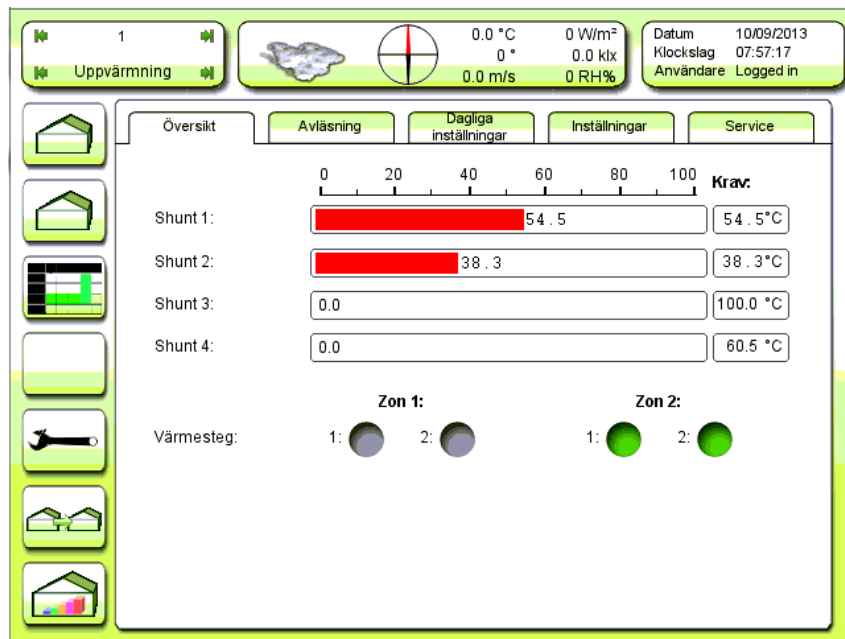 1
Uppvärmning
0.0 °C 0 W/m²
0 ° 0.0 klx
0.0 m/s 0 RH%
Datum 10/09/2013
Klockslag 07:57:17
Användare Logged in
Översikt
Avläsning
Dagliga
inställningar
Inställningar
Service
0 20 40 60 80 100 Krav:
Shunt 1: 54.5 54.5°C
Shunt 2: 38.3 38.3°C
Shunt 3: 0.0 100.0 °C
Shunt 4: 0.0 60.5 °C
Zon 1: Zon 2:
Värmesteg: 1: 2: 1: 2: